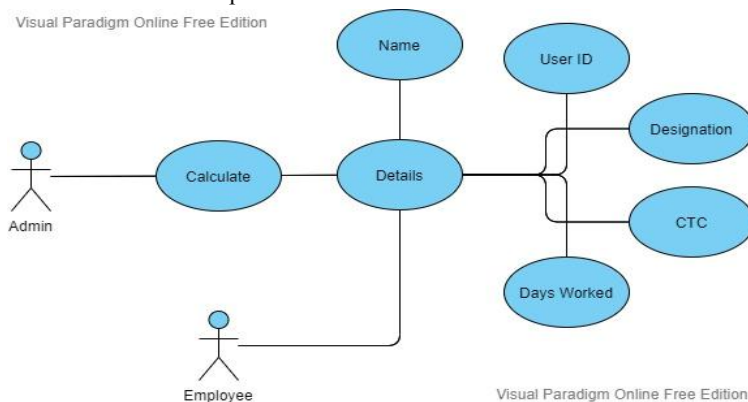 Visual Paradigm Online Free Edition
Name
User ID
Designation
Calculate
Details
Admin
CTC
Days Worked
Employee
Visual Paradigm Online Free Edition